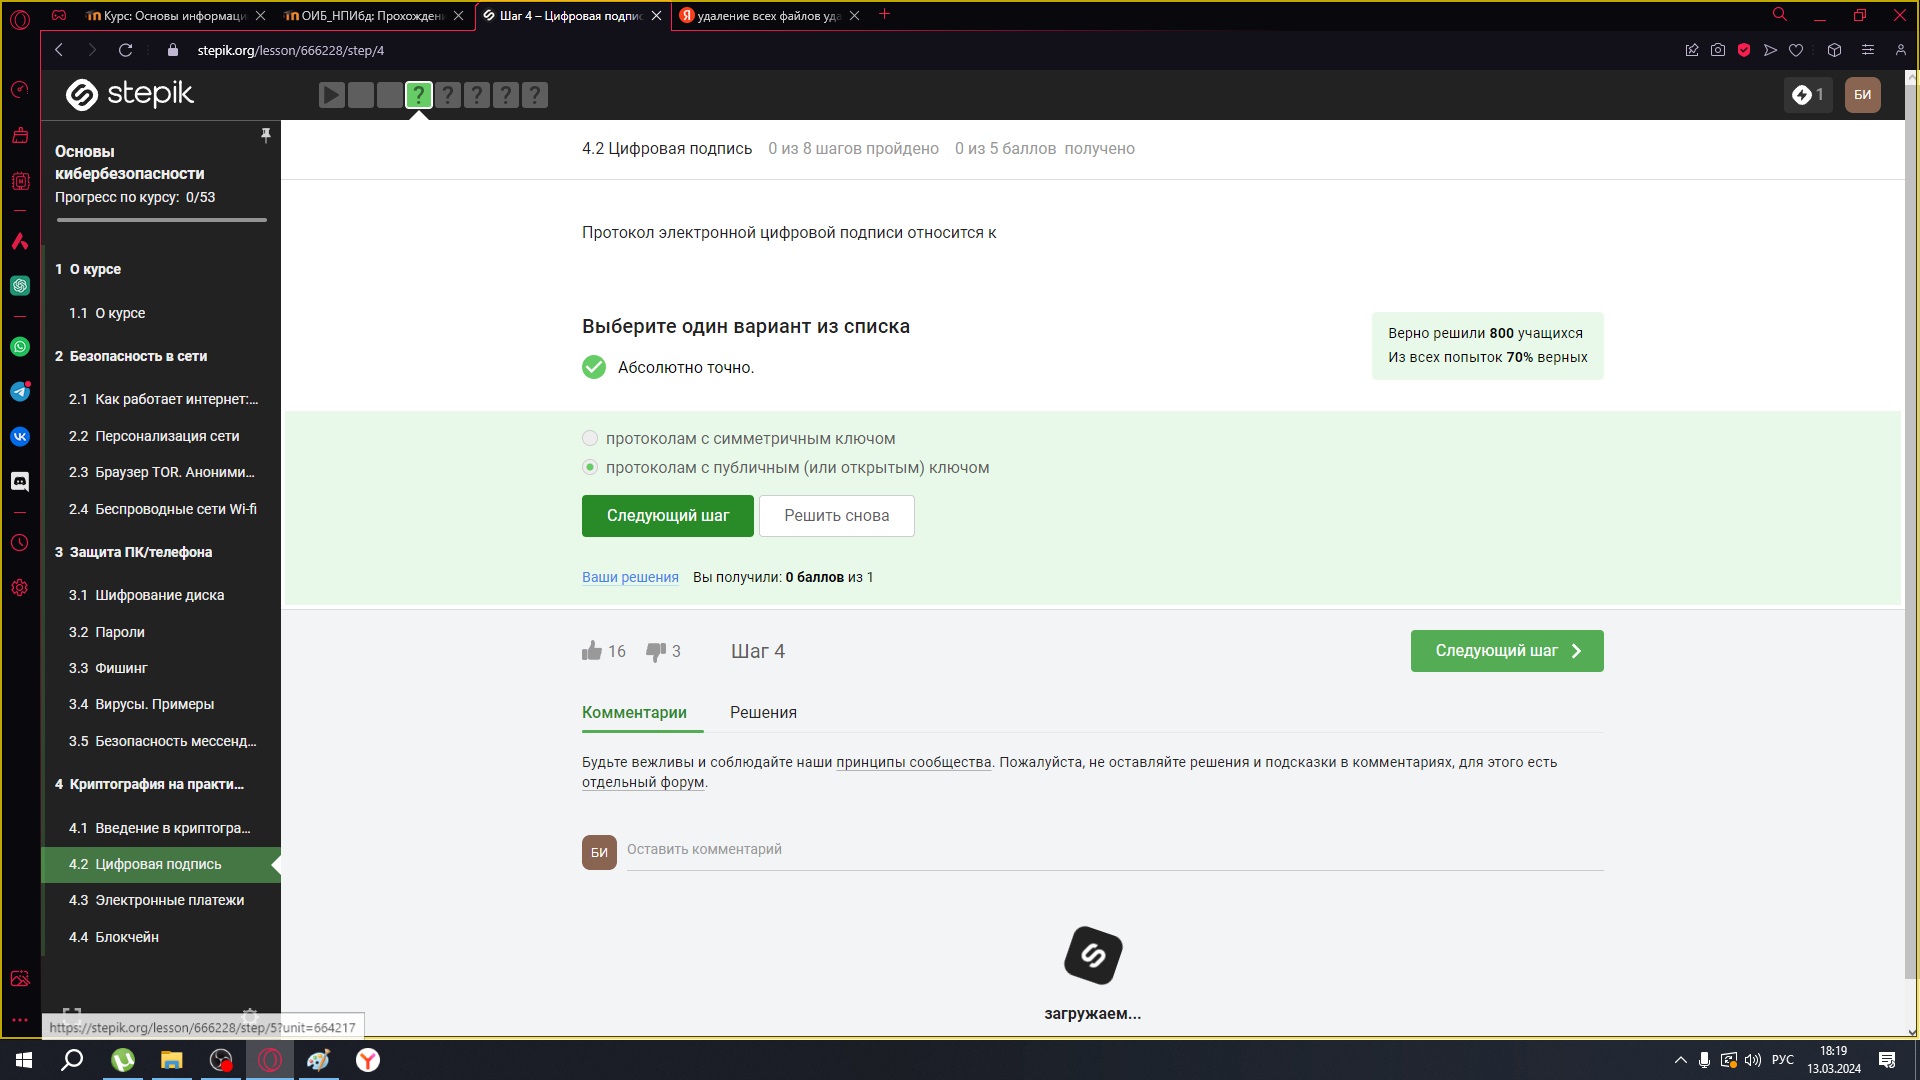 Курс: Основы информаци
ОИБ_НПИбд: Прохожден
Шаг 4 – Цифровая подпис
удаление всех файлов уда
stepik.org/lesson/666228/step/4
stepik
1
БИ
Основы
кибербезопасности
Прогресс по курсу: 0/53
1 О курсе
1.1 О курсе
2 Безопасность в сети
2.1 Как работает интернет:...
2.2 Персонализация сети
2.3 Браузер TOR. Аноними...
2.4 Беспроводные сети Wi-fi
3 Защита ПК/телефона
3.1 Шифрование диска
3.2 Пароли
3.3 Фишинг
3.4 Вирусы. Примеры
3.5 Безопасность мессенд...
4 Криптография на практи...
4.1 Введение в криптогра...
4.2 Цифровая подпись
4.3 Электронные платежи
4.4 Блокчейн
https://stepik.org/lesson/666228/step/5?unit=664217
4.2 Цифровая подпись 0 из 8 шагов пройдено 0 из 5 баллов получено
Протокол электронной цифровой подписи относится к
Выберите один вариант из списка
Абсолютно точно.
Верно решили 800 учащихся
Из всех попыток 70% верных
протоколам с симметричным ключом
протоколам с публичным (или открытым) ключом
Следующий шаг
Решить снова
Ваши решения Вы получили: 0 баллов из 1
16
3
Шаг 4
Следующий шаг
Комментарии
Решения
Будьте вежливы и соблюдайте наши принципы сообщества. Пожалуйста, не оставляйте решения и подсказки в комментариях, для этого есть
отдельный форум.
БИ
Оставить комментарий
загружаем...
РУС
18:19
13.03.2024